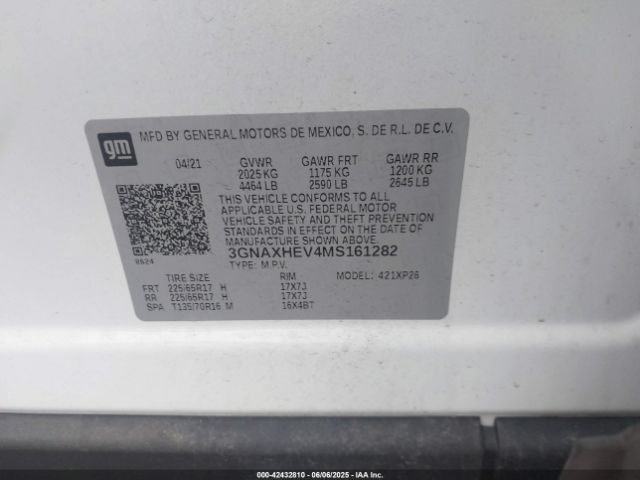 gm
MFD BY GENERAL MOTORS DE MEXICO, S. DE R.L. DE C.V.
04/21 GVWR GAWR FRT GAWR RR
2025 KG 1175 KG 1200 KG
4464 LB 2590 LB 2645 LB
THIS VEHICLE CONFORMS TO ALL
APPLICABLE U.S. FEDERAL MOTOR
VEHICLE SAFETY AND THEFT PREVENTION
STANDARDS IN EFFECT ON THE DATE OF
MANUFACTURE SHOWN ABOVE.
3GNAXHEV4MS161282
TYPE: M.P.V. MODEL: 421XP26
TIRE SIZE
FRT 225/65R17 H 17X7J
RR 225/65R17 H 17X7J
SPA T135/70R16 M 16X4BT
000-42432810 - 06/06/2025 - IAAI.com